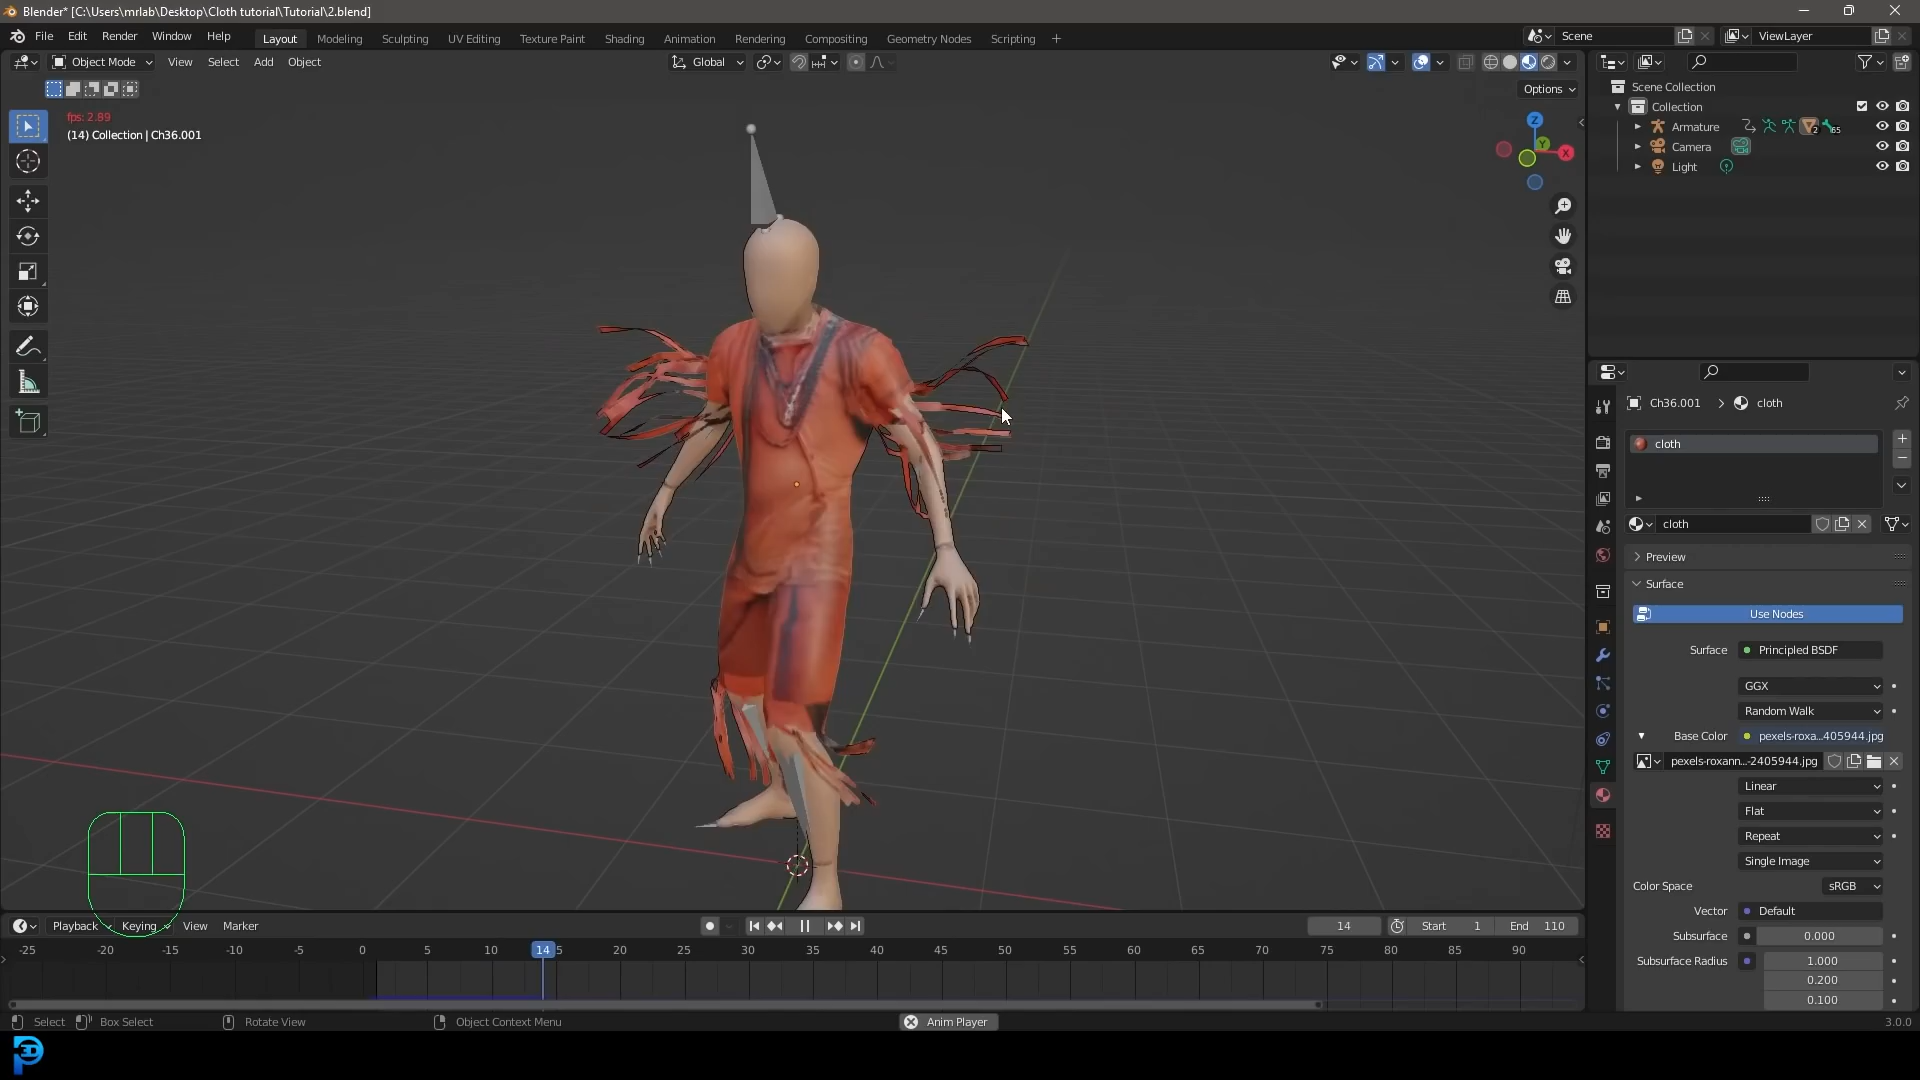 Blender* [C:\Users\mrlab\Desktop\Cloth tutorial\Tutorial\2.blend]
File Edit Render Window Help
Layout Modeling Sculpting UV Editing Texture Paint Shading Animation Rendering Compositing Geometry Nodes Scripting +
Scene
ViewLayer
Object Mode View Select Add Object
Global
Options
fps: 2.89
(14) Collection | Ch36.001
Z
Y
X
Scene Collection
Collection
Armature
2
65
Camera
Light
Ch36.001 > cloth
cloth
cloth
Preview
Surface
Use Nodes
Surface Principled BSDF
GGX
Random Walk
Base Color pexels-roxa...405944.jpg
pexels-roxann...-2405944.jpg
Linear
Flat
Repeat
Single Image
Color Space sRGB
Vector Default
Subsurface 0.000
Subsurface Radius 1.000
0.200
0.100
Playback Keying View Marker
14
Start 1
End 110
-25 -20 -15 -10 -5 0 5 10 14 5 20 25 30 35 40 45 50 55 60 65 70 75 80 85 90
Select Box Select Rotate View Object Context Menu
Anim Player
3.0.0